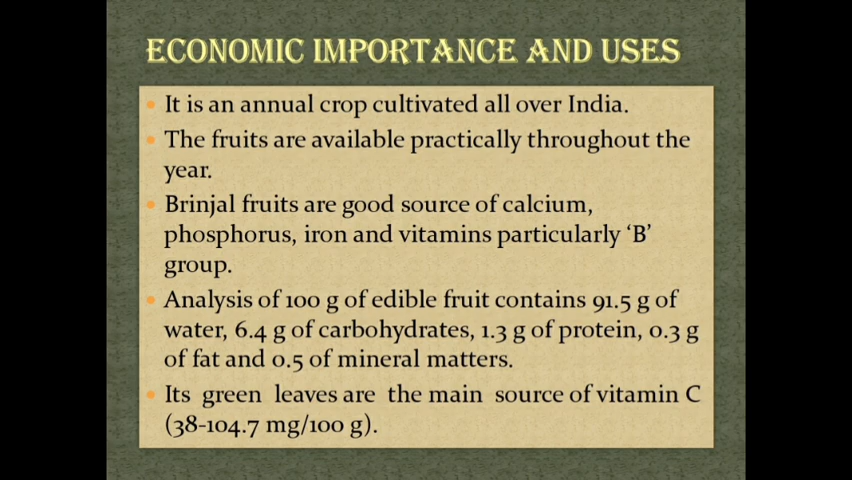 ECONOMIC IMPORTANCE AND USES
• It is an annual crop cultivated all over India.
• The fruits are available practically throughout the
year.
• Brinjal fruits are good source of calcium,
phosphorus, iron and vitamins particularly ‘B’
group.
• Analysis of 100 g of edible fruit contains 91.5 g of
water, 6.4 g of carbohydrates, 1.3 g of protein, 0.3 g
of fat and 0.5 of mineral matters.
• Its green leaves are the main source of vitamin C
(38-104.7 mg/100 g).